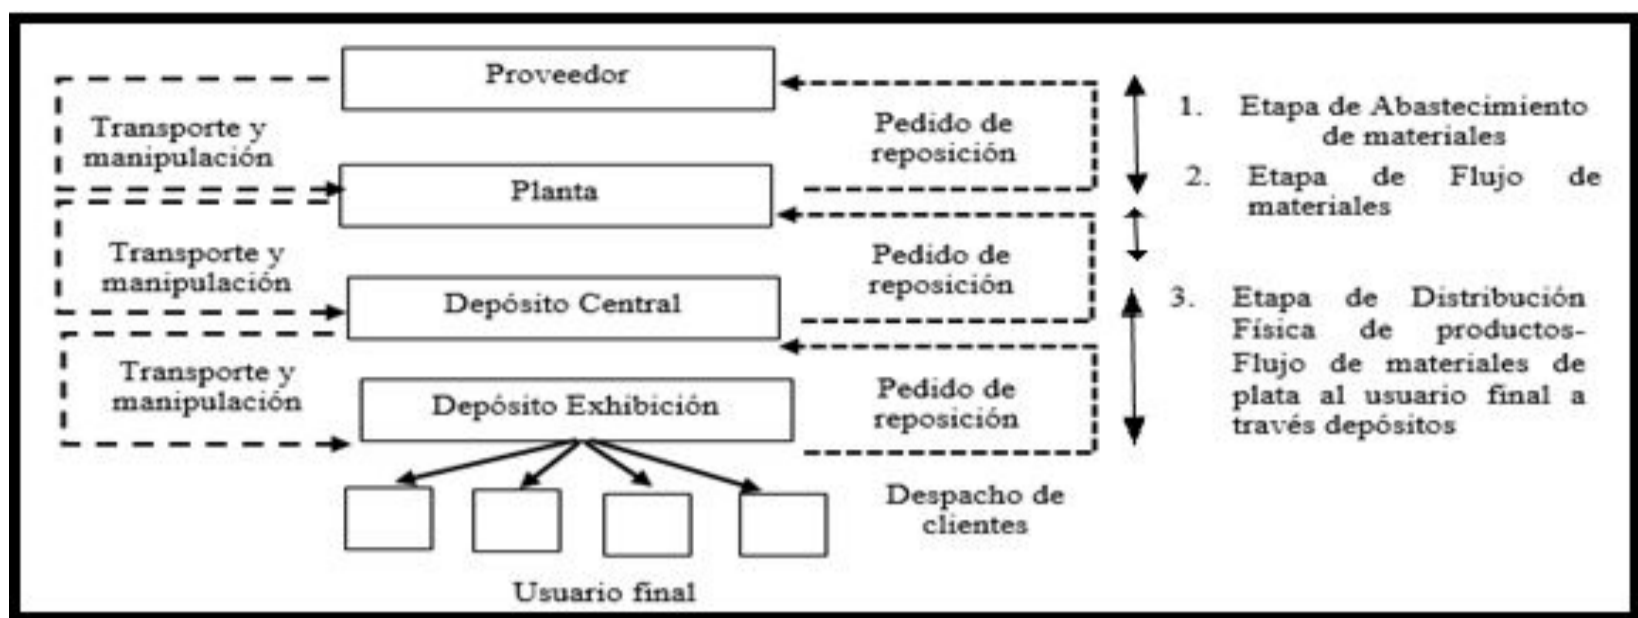 Proveedor
Transporte y
manipulación
Pedido de
reposición
1. Etapa de Abastecimiento
de materiales
Planta
2. Etapa de Flujo de
materiales
Transporte y
manipulación
Pedido de
reposición
Depósito Central
3. Etapa de Distribución
Física de productos-
Flujo de materiales de
plata al usuario final a
través depósitos
Transporte y
manipulación
Depósito Exhibición
Pedido de
reposición
Despacho de
clientes
Usuario final